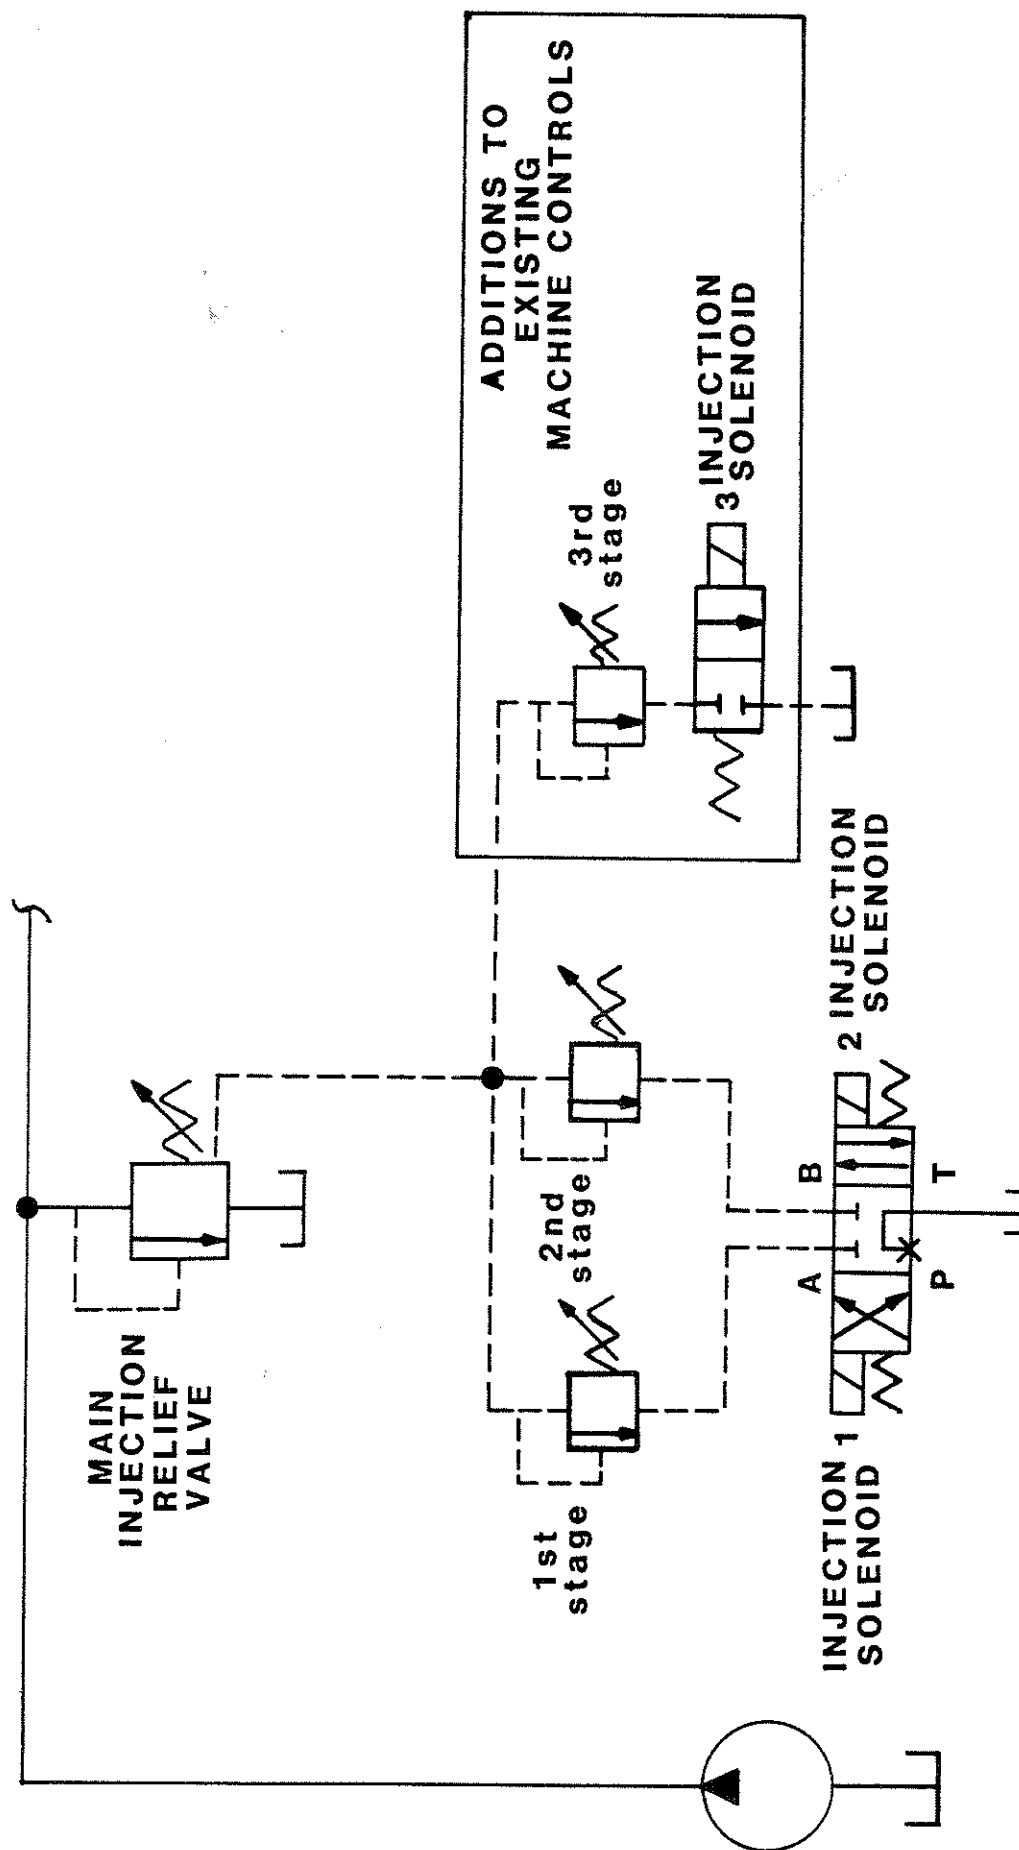 ADDITIONS TO
EXISTING
MACHINE CONTROLS
3rd
stage
3 INJECTION
SOLENOID
MAIN
INJECTION
RELIEF
VALVE
1st
stage
2nd
stage
INJECTION 1
SOLENOID
A
B
P
T
2 INJECTION
SOLENOID